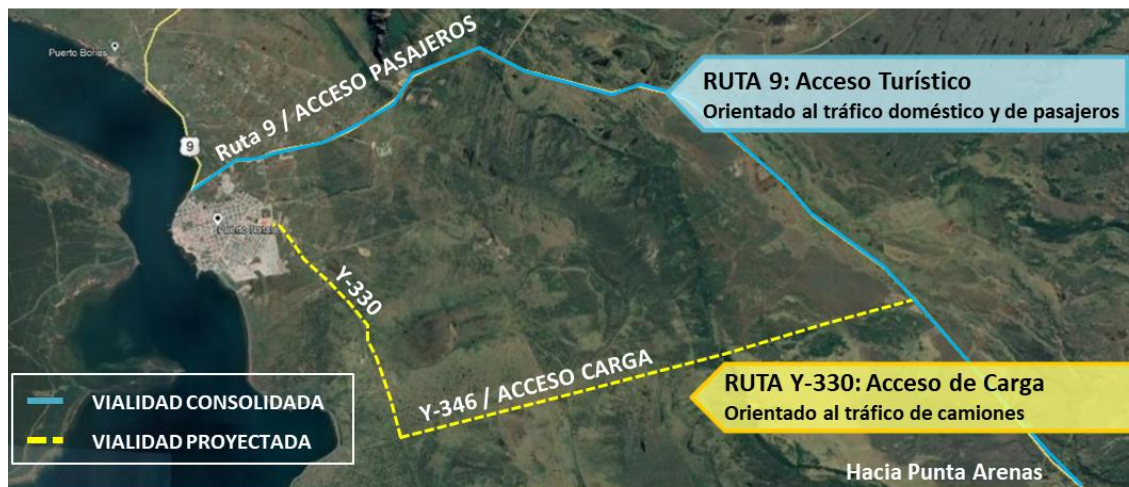 Puerto Bories
9
Ruta 9 / ACCESO PASAJEROS
RUTA 9: Acceso Turístico
Orientado al tráfico doméstico y de pasajeros
Puerto Natales
Y-330
Y-346 / ACCESO CARGA
RUTA Y-330: Acceso de Carga
Orientado al tráfico de camiones
VIALIDAD CONSOLIDADA
VIALIDAD PROYECTADA
Hacia Punta Arenas